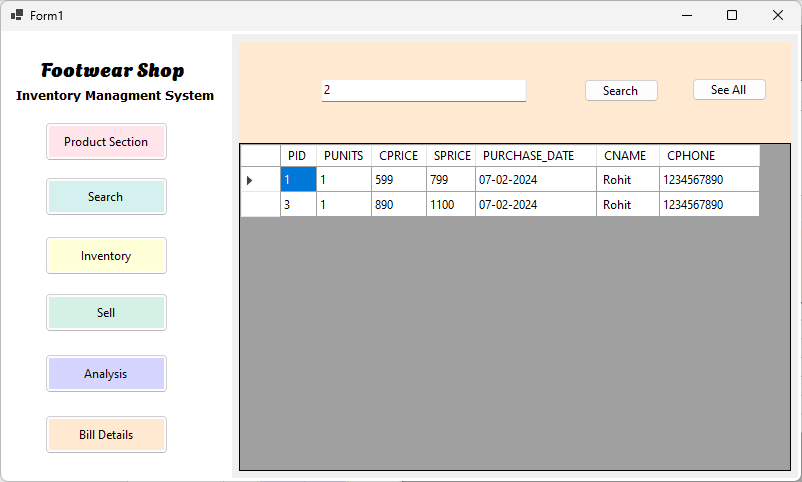 Form1
Footwear Shop
Inventory Managment System
Product Section
Search
Inventory
Sell
Analysis
Bill Details
2
Search
See All
PID PUNITS CPRICE SPRICE PURCHASE_DATE CNAME CPHONE
1 1 599 799 07-02-2024 Rohit 1234567890
3 1 890 1100 07-02-2024 Rohit 1234567890